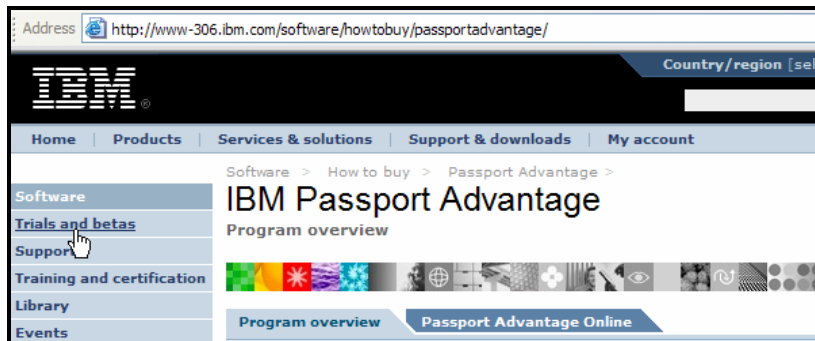 Address http://www-306.ibm.com/software/howtobuy/passportadvantage/
Country/region [sel
IBM ®
Home | Products | Services & solutions | Support & downloads | My account
Software > How to buy > Passport Advantage >
Software
IBM Passport Advantage
Trials and betas
Program overview
Support
Training and certification
Library
Program overview Passport Advantage Online
Events